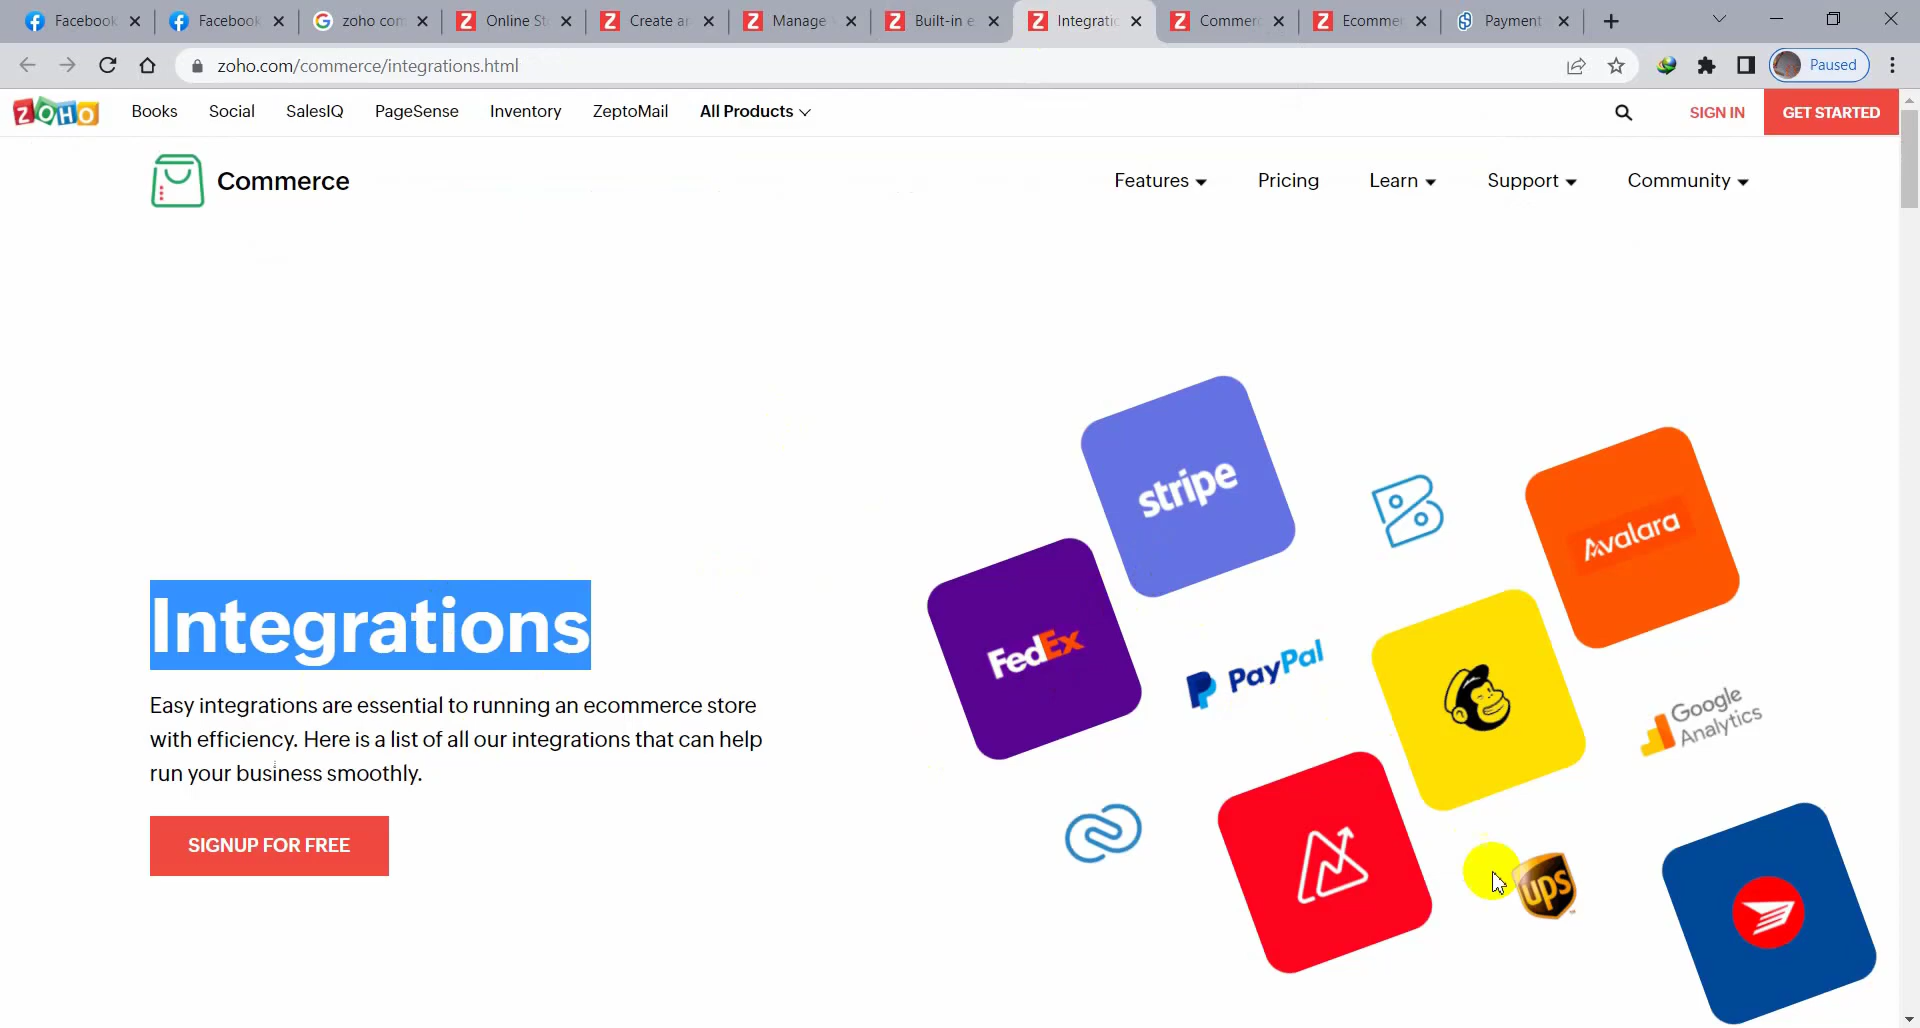 Facebook
Facebook
zoho com
Online St
Create a
Manage
Built-in e
Integrati
Commerc
Ecommer
Payment
zoho.com/commerce/integrations.html
Paused
ZOHO
Books
Social
SalesIQ
PageSense
Inventory
ZeptoMail
All Products
SIGN IN
GET STARTED
Commerce
Features
Pricing
Learn
Support
Community
stripe
Avalara
FedEx
PayPal
Google
Analytics
ups
Integrations
Easy integrations are essential to running an ecommerce store
with efficiency. Here is a list of all our integrations that can help
run your business smoothly.
SIGNUP FOR FREE